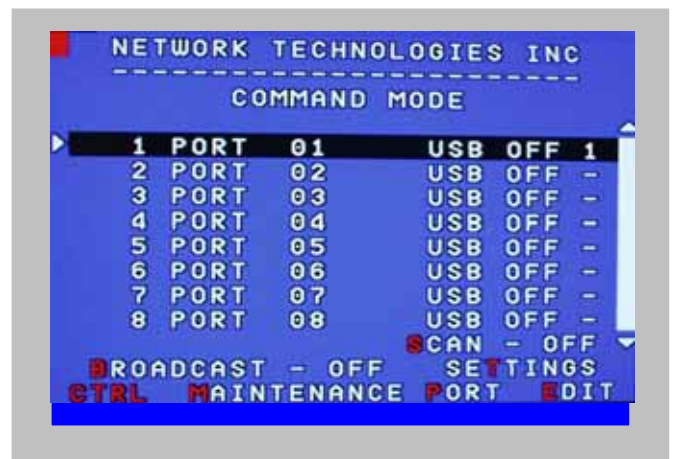 NETWORK TECHNOLOGIES INC
------------------------
COMMAND MODE
1 PORT 01 USB OFF 1
2 PORT 02 USB OFF -
3 PORT 03 USB OFF -
4 PORT 04 USB OFF -
5 PORT 05 USB OFF -
6 PORT 06 USB OFF -
7 PORT 07 USB OFF -
8 PORT 08 USB OFF -
SCAN - OFF
BROADCAST - OFF SETTINGS
CTRL MAINTENANCE PORT EDIT